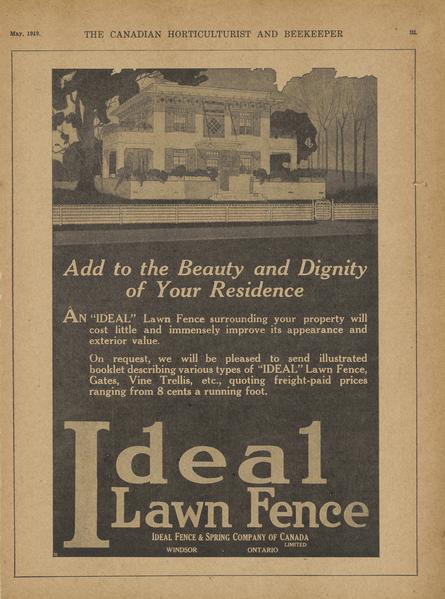 May, 1919. THE CANADIAN HORTICULTURIST AND BEEKEEPER III.
Add to the Beauty and Dignity
of Your Residence
AN "IDEAL" Lawn Fence surrounding your property will
cost little and immensely improve its appearance and
exterior value.
On request, we will be pleased to send illustrated
booklet describing various types of "IDEAL" Lawn Fence,
Gates, Vine Trellis, etc., quoting freight-paid prices
ranging from 8 cents a running foot.
Ideal
Lawn Fence
IDEAL FENCE & SPRING COMPANY OF CANADA
LIMITED
WINDSOR ONTARIO